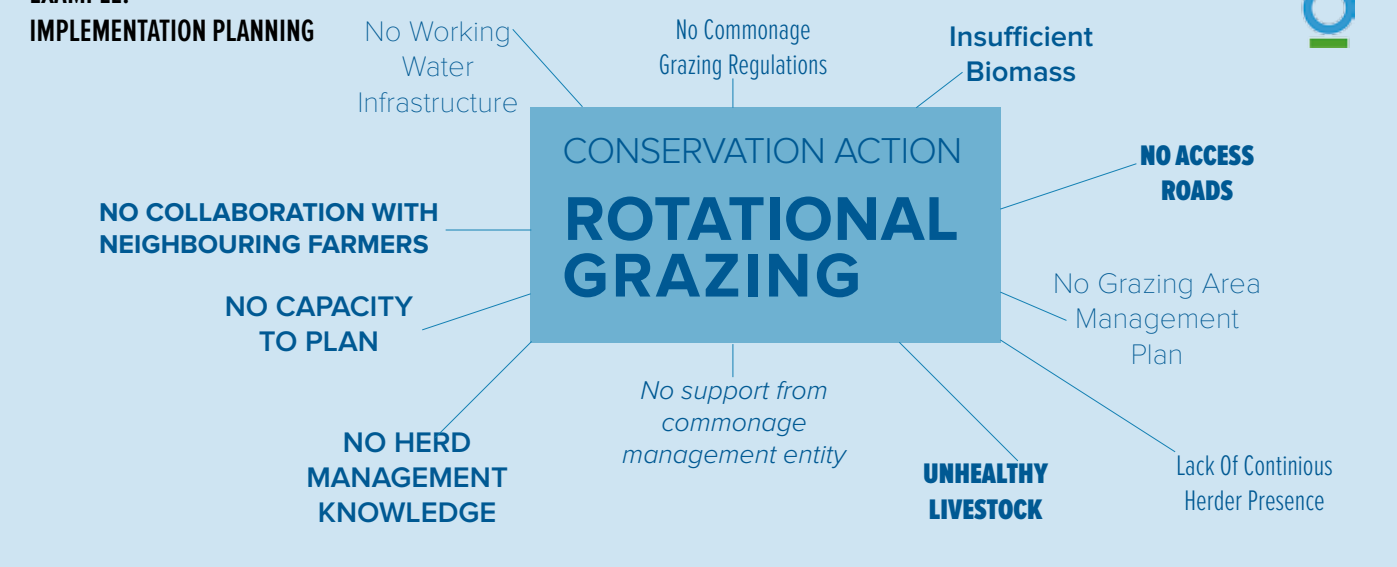 EXAMPLE:
IMPLEMENTATION PLANNING
No Working
Water
Infrastructure
No Commonage
Grazing Regulations
Insufficient
Biomass
CONSERVATION ACTION
ROTATIONAL
GRAZING
NO ACCESS
ROADS
NO COLLABORATION WITH
NEIGHBOURING FARMERS
No Grazing Area
Management
Plan
NO CAPACITY
TO PLAN
No support from
commonage
management entity
NO HERD
MANAGEMENT
KNOWLEDGE
UNHEALTHY
LIVESTOCK
Lack Of Continious
Herder Presence